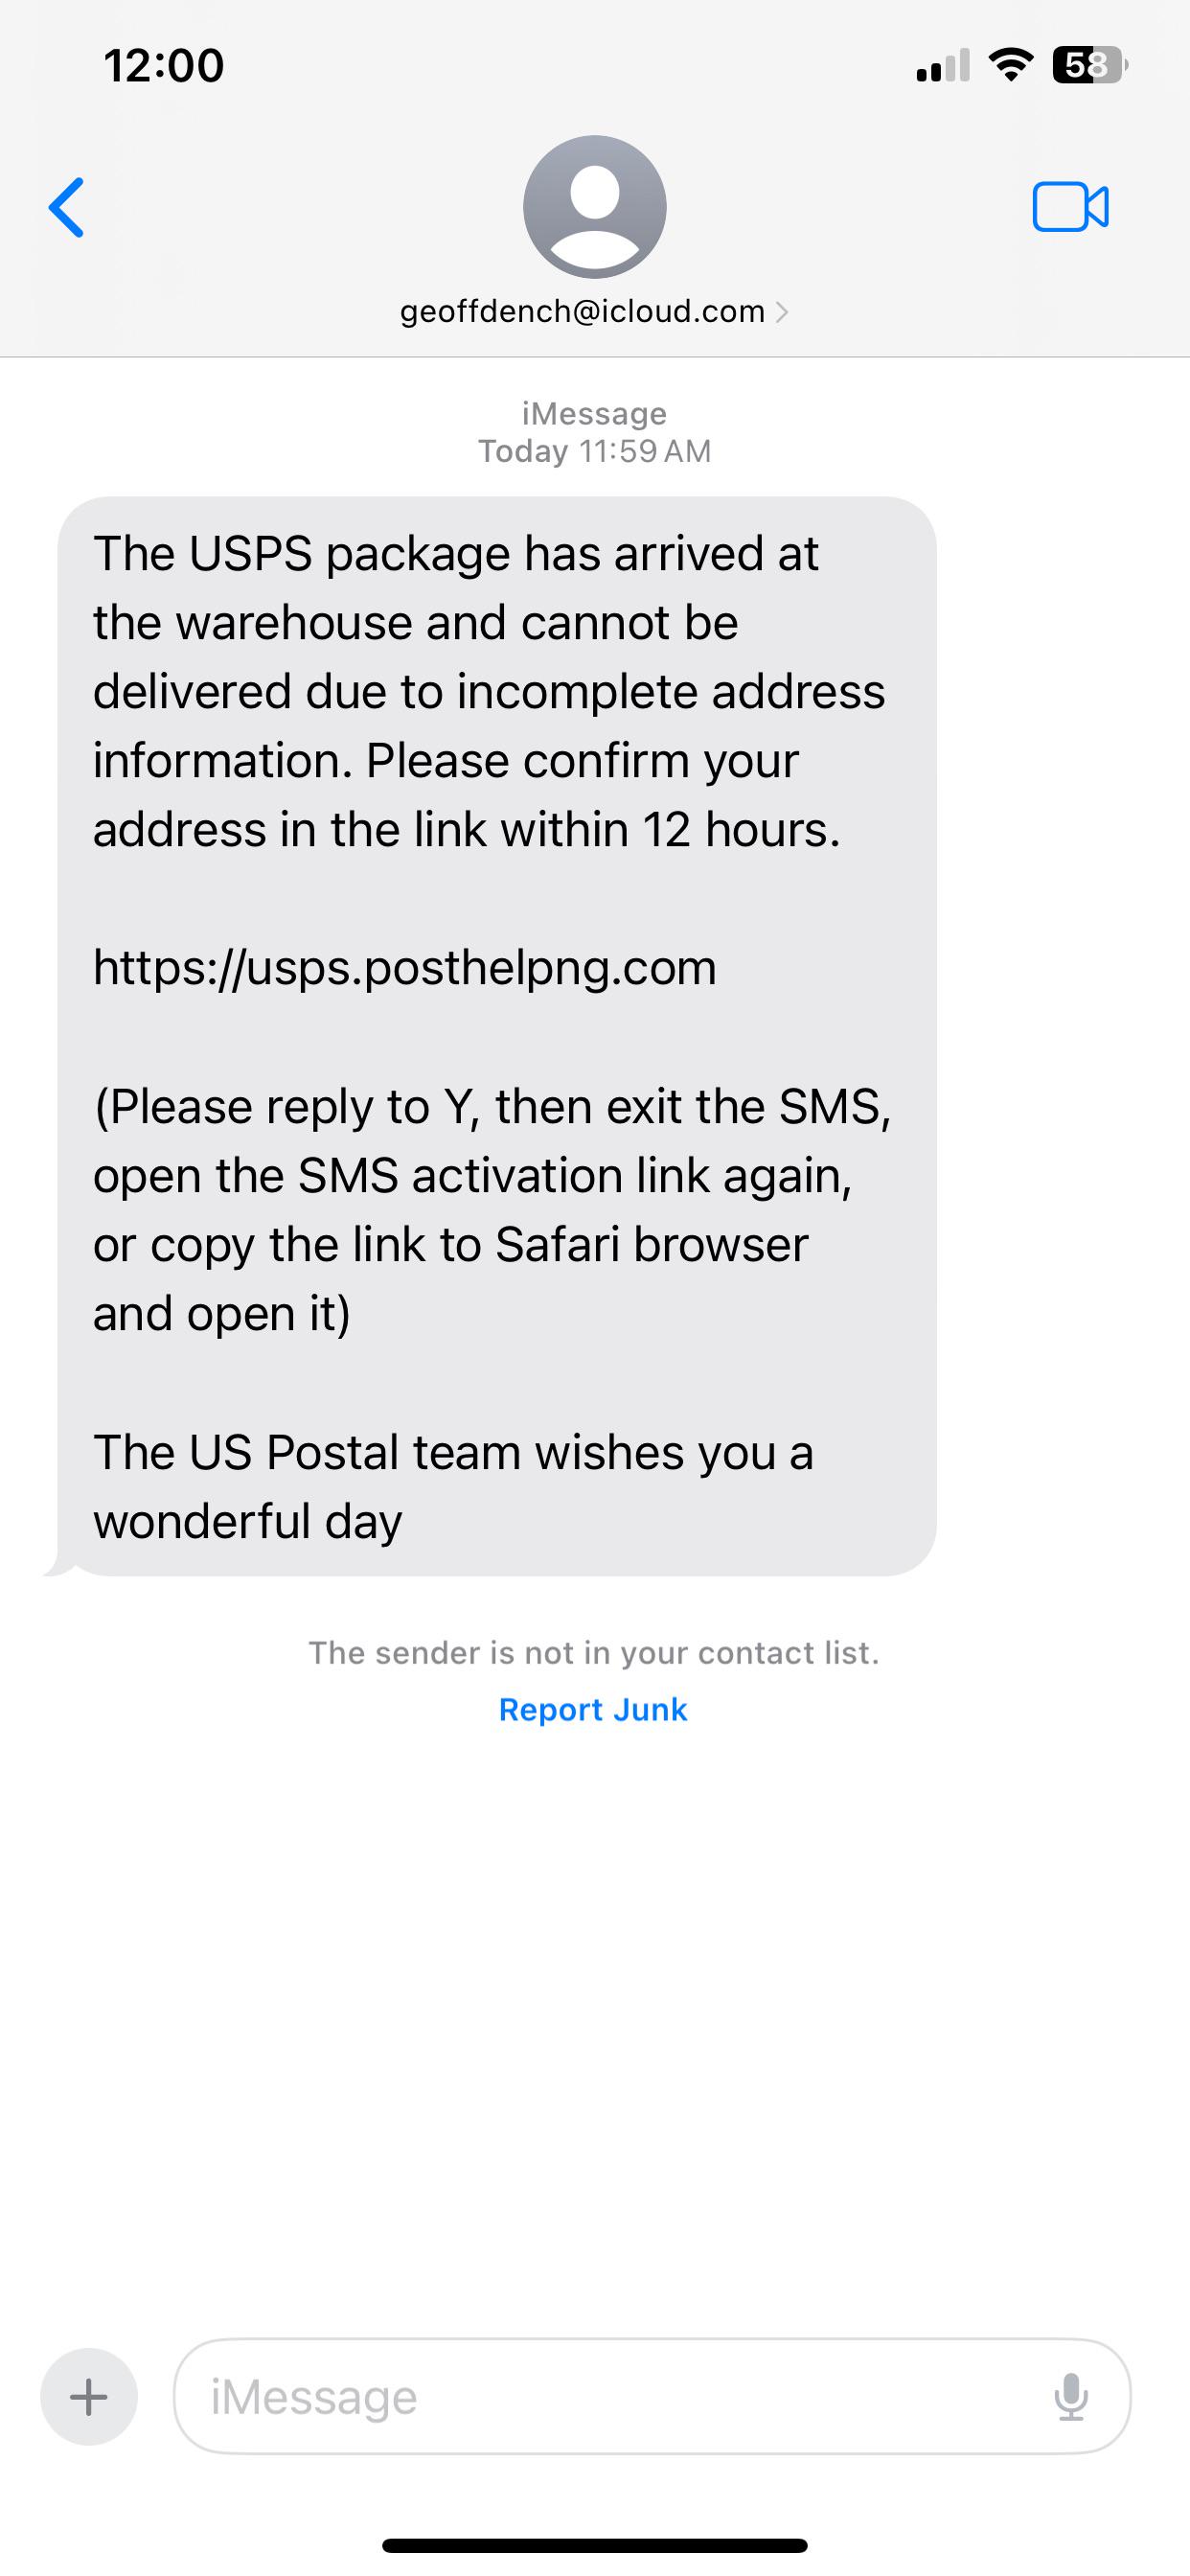 12:00
58
geoffdench@icloud.com
iMessage
Today 11:59 AM
The USPS package has arrived at
the warehouse and cannot be
delivered due to incomplete address
information. Please confirm your
address in the link within 12 hours.
https://usps.posthelpng.com
(Please reply to Y, then exit the SMS,
open the SMS activation link again,
or copy the link to Safari browser
and open it)
The US Postal team wishes you a
wonderful day
The sender is not in your contact list.
Report Junk
iMessage